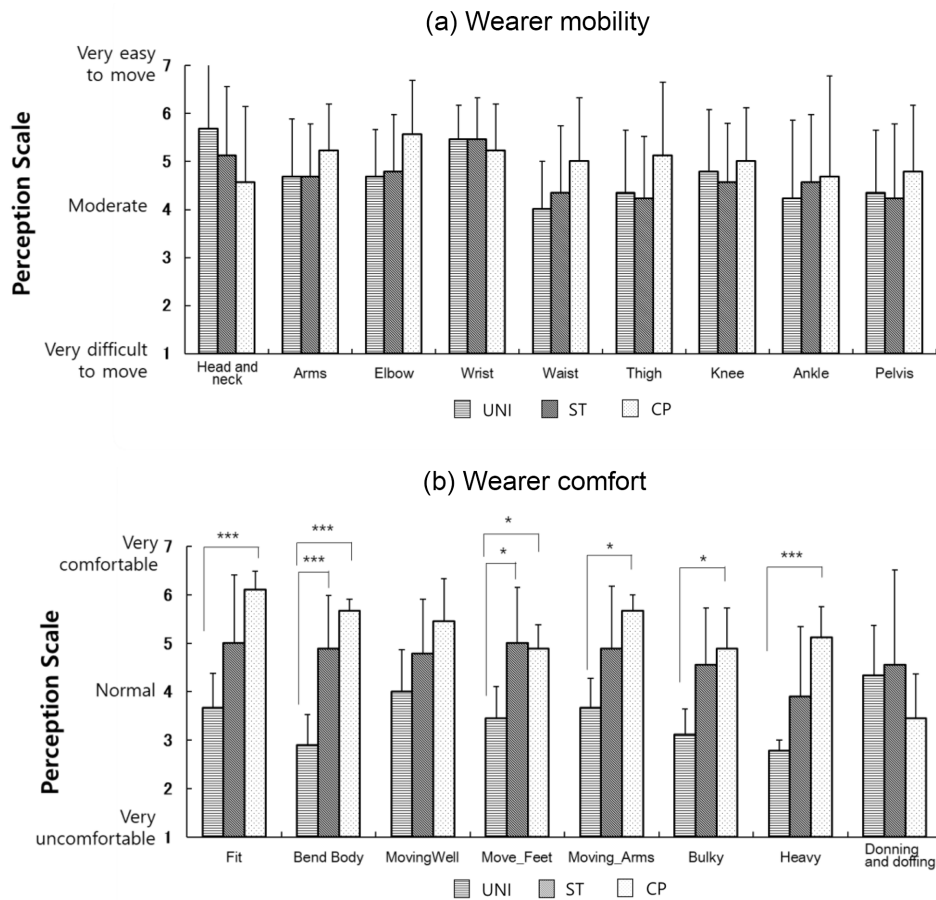 (a) Wearer mobility
Very easy
to move
7
6
5
Moderate
4
3
2
Very difficult
to move
1
Perception Scale
Head and
neck
Arms
Elbow
Wrist
Waist
Thigh
Knee
Ankle
Pelvis
UNI ST CP
(b) Wearer comfort
Very
comfortable
7
6
5
Normal
4
3
2
Very
uncomfortable
1
Perception Scale
***
***
***
*
*
*
*
***
Fit
Bend Body
MovingWell
Move_Feet
Moving_Arms
Bulky
Heavy
Donning
and doffing
UNI ST CP